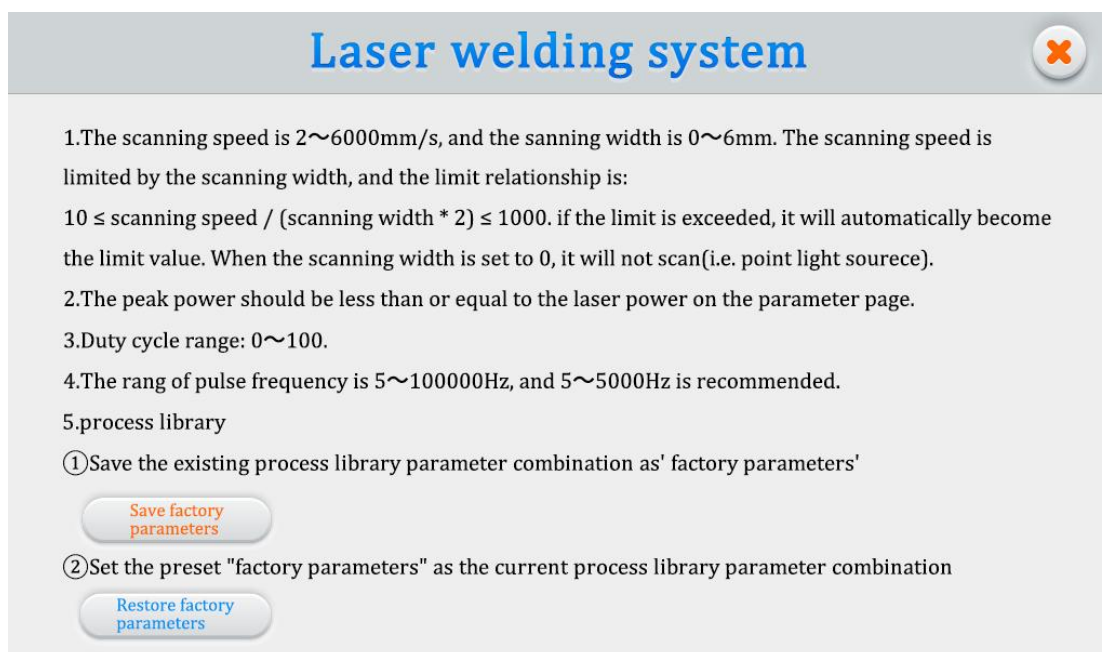 Laser welding system
1.The scanning speed is 2～6000mm/s, and the sanning width is 0～6mm. The scanning speed is
limited by the scanning width, and the limit relationship is:
10 ≤ scanning speed / (scanning width * 2) ≤ 1000. if the limit is exceeded, it will automatically become
the limit value. When the scanning width is set to 0, it will not scan(i.e. point light sourece).
2.The peak power should be less than or equal to the laser power on the parameter page.
3.Duty cycle range: 0～100.
4.The rang of pulse frequency is 5～100000Hz, and 5～5000Hz is recommended.
5.process library
①Save the existing process library parameter combination as' factory parameters'
Save factory
parameters
②Set the preset "factory parameters" as the current process library parameter combination
Restore factory
parameters